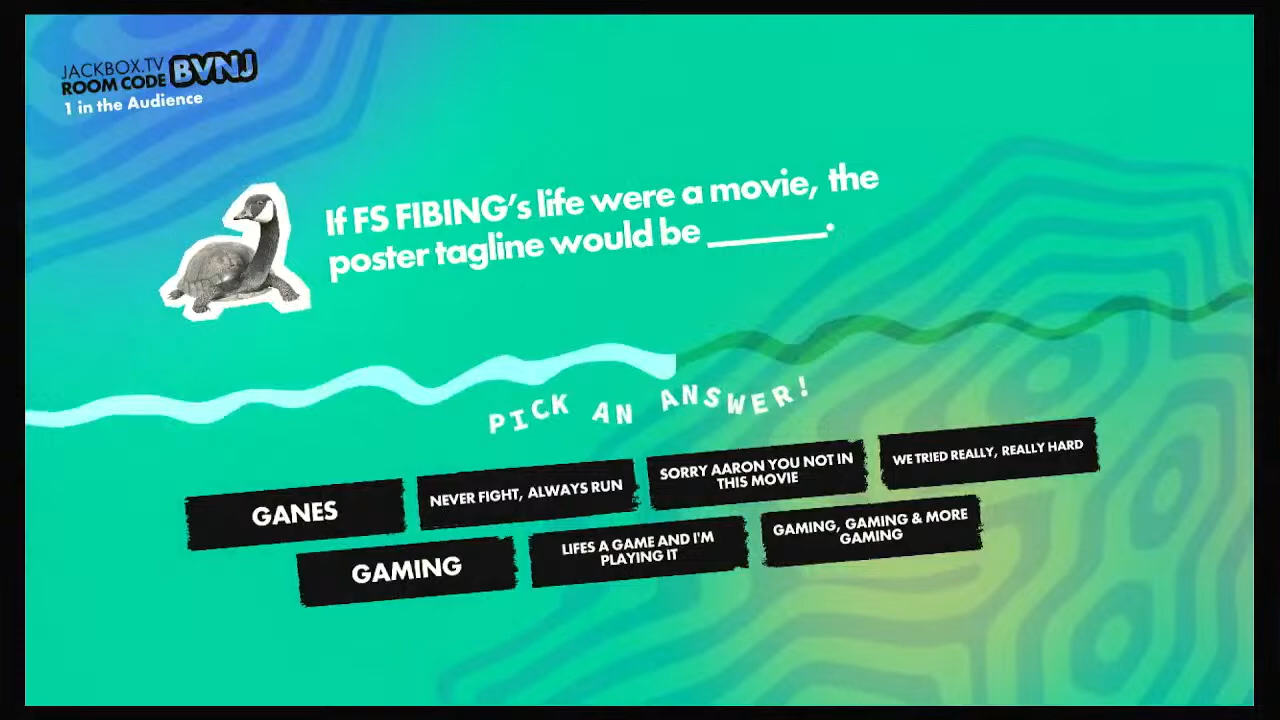 JACKBOX.TV
ROOM CODE BVNJ
1 in the Audience
If FS FIBING's life were a movie, the
poster tagline would be ______.
PICK AN ANSWER!
GANES
NEVER FIGHT, ALWAYS RUN
SORRY AARON YOU NOT IN
THIS MOVIE
WE TRIED REALLY, REALLY HARD
GAMING
LIFES A GAME AND I'M
PLAYING IT
GAMING, GAMING & MORE
GAMING